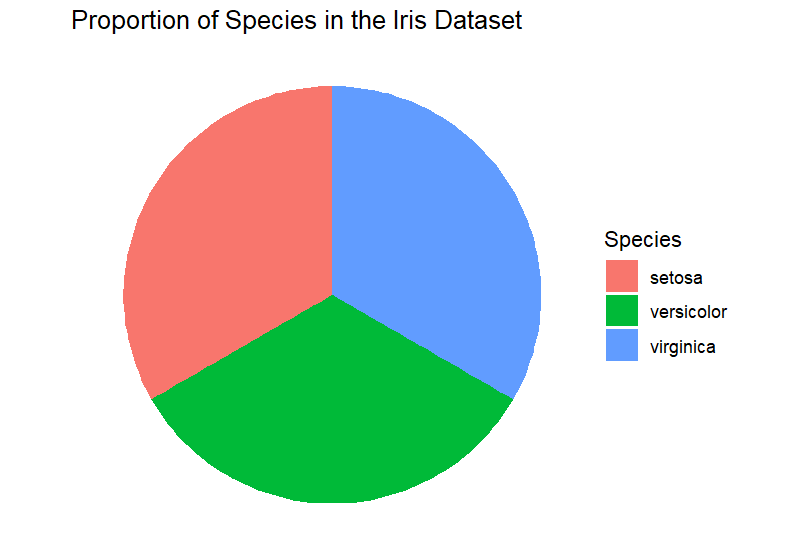 Proportion of Species in the Iris Dataset
Species
setosa
versicolor
virginica